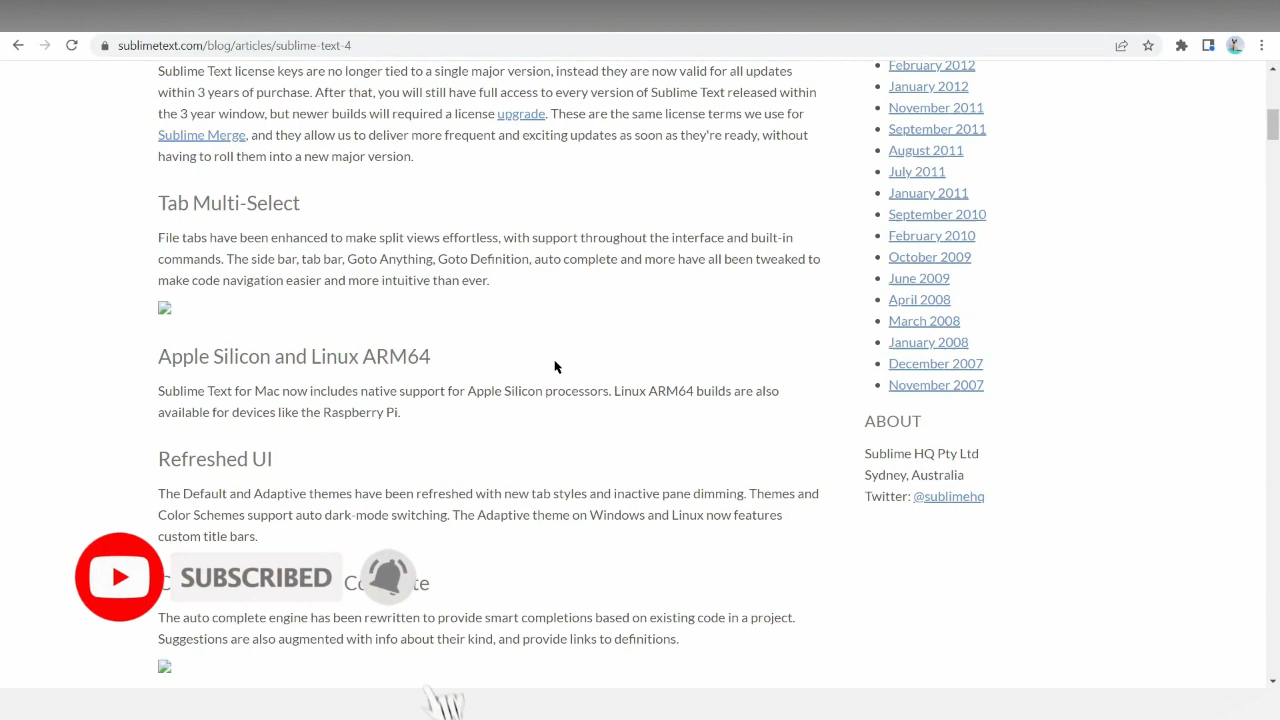 sublimetext.com/blog/articles/sublime-text-4
Sublime Text license keys are no longer tied to a single major version, instead they are now valid for all updates
within 3 years of purchase. After that, you will still have full access to every version of Sublime Text released within
the 3 year window, but newer builds will required a license upgrade. These are the same license terms we use for
Sublime Merge, and they allow us to deliver more frequent and exciting updates as soon as they're ready, without
having to roll them into a new major version.
Tab Multi-Select
File tabs have been enhanced to make split views effortless, with support throughout the interface and built-in
commands. The side bar, tab bar, Goto Anything, Goto Definition, auto complete and more have all been tweaked to
make code navigation easier and more intuitive than ever.
Apple Silicon and Linux ARM64
Sublime Text for Mac now includes native support for Apple Silicon processors. Linux ARM64 builds are also
available for devices like the Raspberry Pi.
Refreshed UI
The Default and Adaptive themes have been refreshed with new tab styles and inactive pane dimming. Themes and
Color Schemes support auto dark-mode switching. The Adaptive theme on Windows and Linux now features
custom title bars.
SUBSCRIBED
The auto complete engine has been rewritten to provide smart completions based on existing code in a project.
Suggestions are also augmented with info about their kind, and provide links to definitions.
February 2012
January 2012
November 2011
September 2011
August 2011
July 2011
January 2011
September 2010
February 2010
October 2009
June 2009
April 2008
March 2008
January 2008
December 2007
November 2007
ABOUT
Sublime HQ Pty Ltd
Sydney, Australia
Twitter: @sublimehq